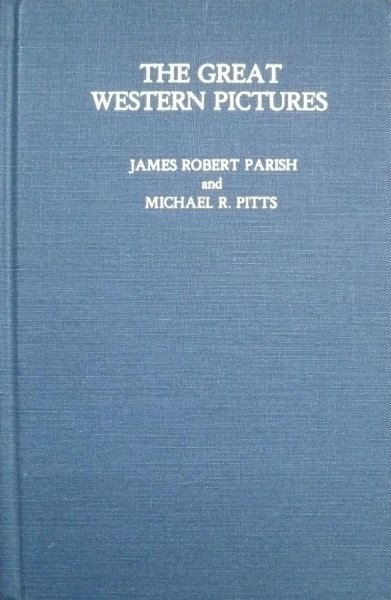 THE GREAT
WESTERN PICTURES
JAMES ROBERT PARISH
and
MICHAEL R. PITTS